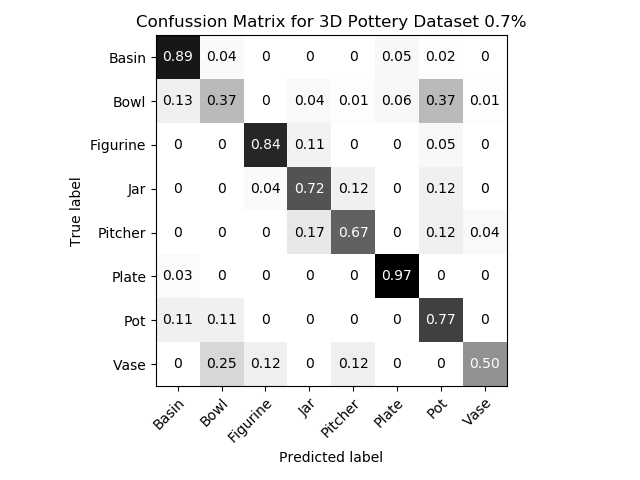 Confussion Matrix for 3D Pottery Dataset 0.7%
True label
Basin 0.89 0.04 0 0 0 0.05 0.02 0
Bowl 0.13 0.37 0 0.04 0.01 0.06 0.37 0.01
Figurine 0 0 0.84 0.11 0 0 0.05 0
Jar 0 0 0.04 0.72 0.12 0 0.12 0
Pitcher 0 0 0 0.17 0.67 0 0.12 0.04
Plate 0.03 0 0 0 0 0.97 0 0
Pot 0.11 0.11 0 0 0 0 0.77 0
Vase 0 0.25 0.12 0 0.12 0 0 0.50
Basin Bowl Figurine Jar Pitcher Plate Pot Vase
Predicted label